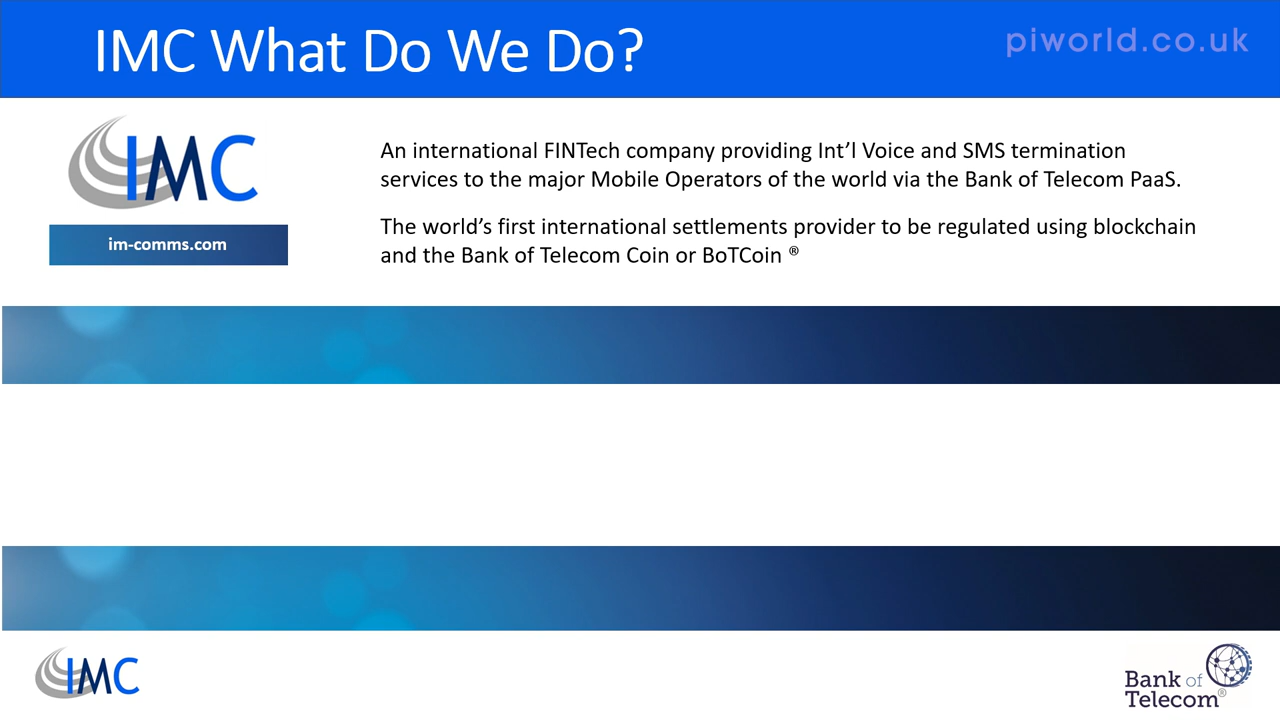 IMC What Do We Do?
piworld.co.uk
IMC
im-comms.com
An international FINTech company providing Int’l Voice and SMS termination
services to the major Mobile Operators of the world via the Bank of Telecom PaaS.
The world’s first international settlements provider to be regulated using blockchain
and the Bank of Telecom Coin or BoTCoin ®
IMC
Bank of
Telecom®